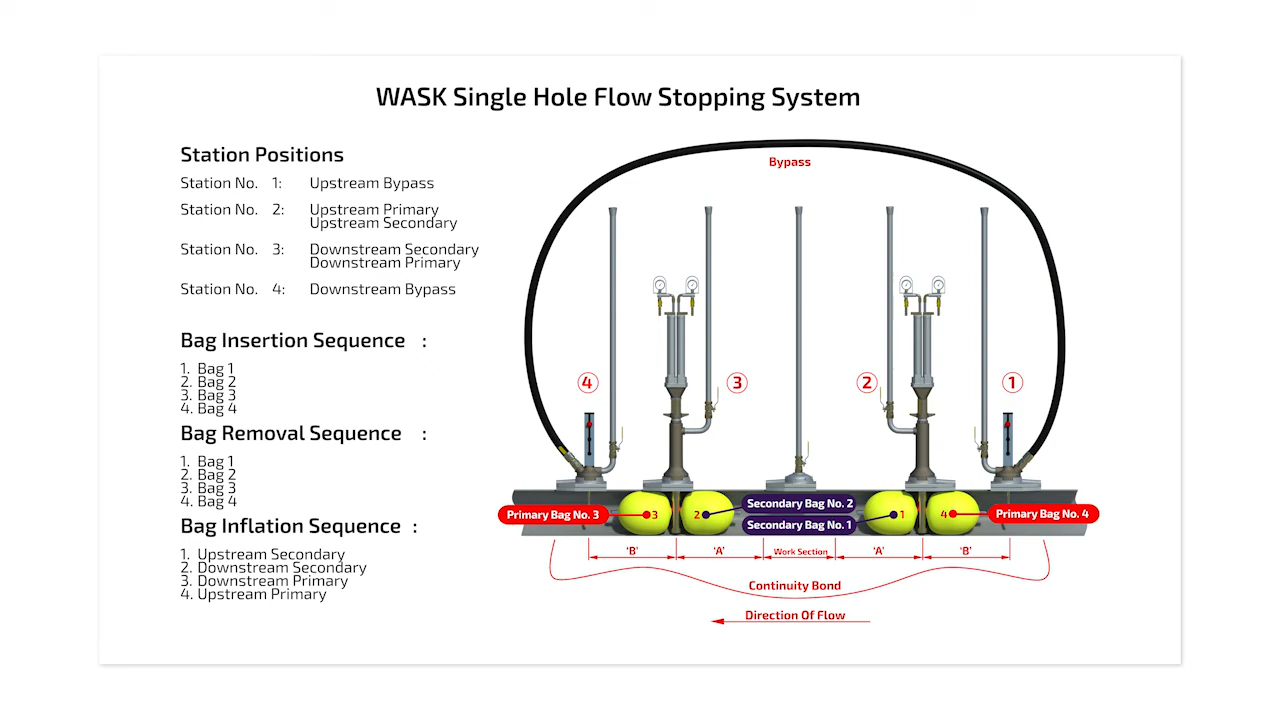 WASK Single Hole Flow Stopping System
Station Positions
Station No. 1: Upstream Bypass
Station No. 2: Upstream Primary
Upstream Secondary
Station No. 3: Downstream Secondary
Downstream Primary
Station No. 4: Downstream Bypass
Bag Insertion Sequence :
1. Bag 1
2. Bag 2
3. Bag 3
4. Bag 4
Bag Removal Sequence :
1. Bag 1
2. Bag 2
3. Bag 3
4. Bag 4
Bag Inflation Sequence :
1. Upstream Secondary
2. Downstream Secondary
3. Downstream Primary
4. Upstream Primary
Bypass
4 3 2 1
Primary Bag No. 3
3
2
Secondary Bag No. 2
Secondary Bag No. 1
1
4
Primary Bag No. 4
'B' 'A' Work Section 'A' 'B'
Continuity Bond
Direction Of Flow